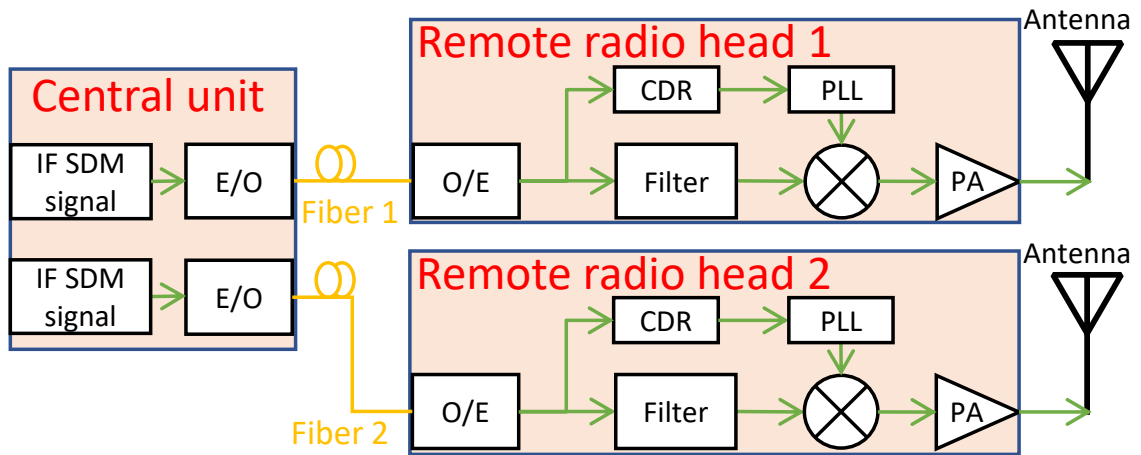 Central unit
IF SDM
signal
E/O
IF SDM
signal
E/O
Fiber 1
Fiber 2
Remote radio head 1
CDR
PLL
O/E
Filter
PA
Antenna
Remote radio head 2
CDR
PLL
O/E
Filter
PA
Antenna